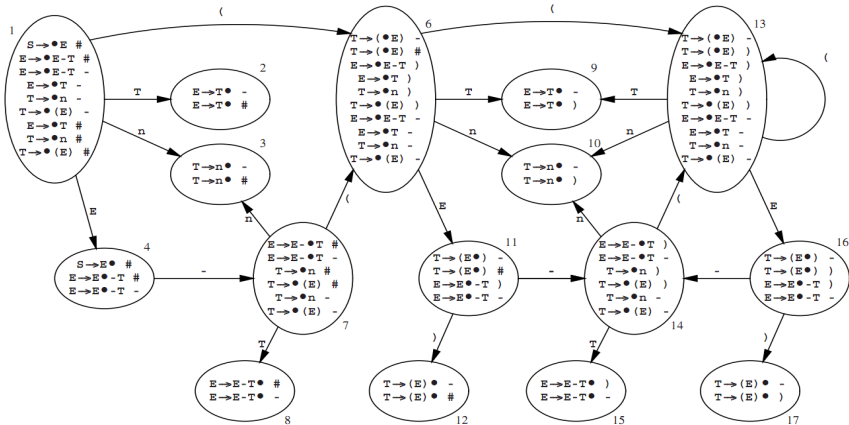 1
S→●E #
E→●E-T #
E→●E-T -
E→●T -
T→●n -
T→●(E) -
E→●T #
T→●n #
T→●(E) #
(
T
n
E
2
E→T● -
E→T● #
3
T→n● -
T→n● #
4
S→E● #
E→E●-T #
E→E●-T -
-
6
T→(●E) -
T→(●E) #
E→●E-T )
E→●T )
T→●n )
T→●(E) )
E→●E-T -
E→●T -
T→●n -
T→●(E) -
(
T
n
E
7
E→E-●T #
E→E-●T -
T→●n #
T→●(E) #
T→●n -
T→●(E) -
n
(
T
8
E→E-T● #
E→E-T● -
9
E→T● -
E→T● )
10
T→n● -
T→n● )
11
T→(E●) -
T→(E●) #
E→E●-T )
E→E●-T -
-
)
12
T→(E)● -
T→(E)● #
13
T→(●E) -
T→(●E) )
E→●E-T )
E→●T )
T→●n )
T→●(E) )
E→●E-T -
E→●T -
T→●n -
T→●(E) -
(
T
n
E
14
E→E-●T )
E→E-●T -
T→●n )
T→●(E) )
T→●n -
T→●(E) -
n
(
T
15
E→E-T● )
E→E-T● -
16
T→(E●) -
T→(E●) )
E→E●-T )
E→E●-T -
-
)
17
T→(E)● -
T→(E)● )